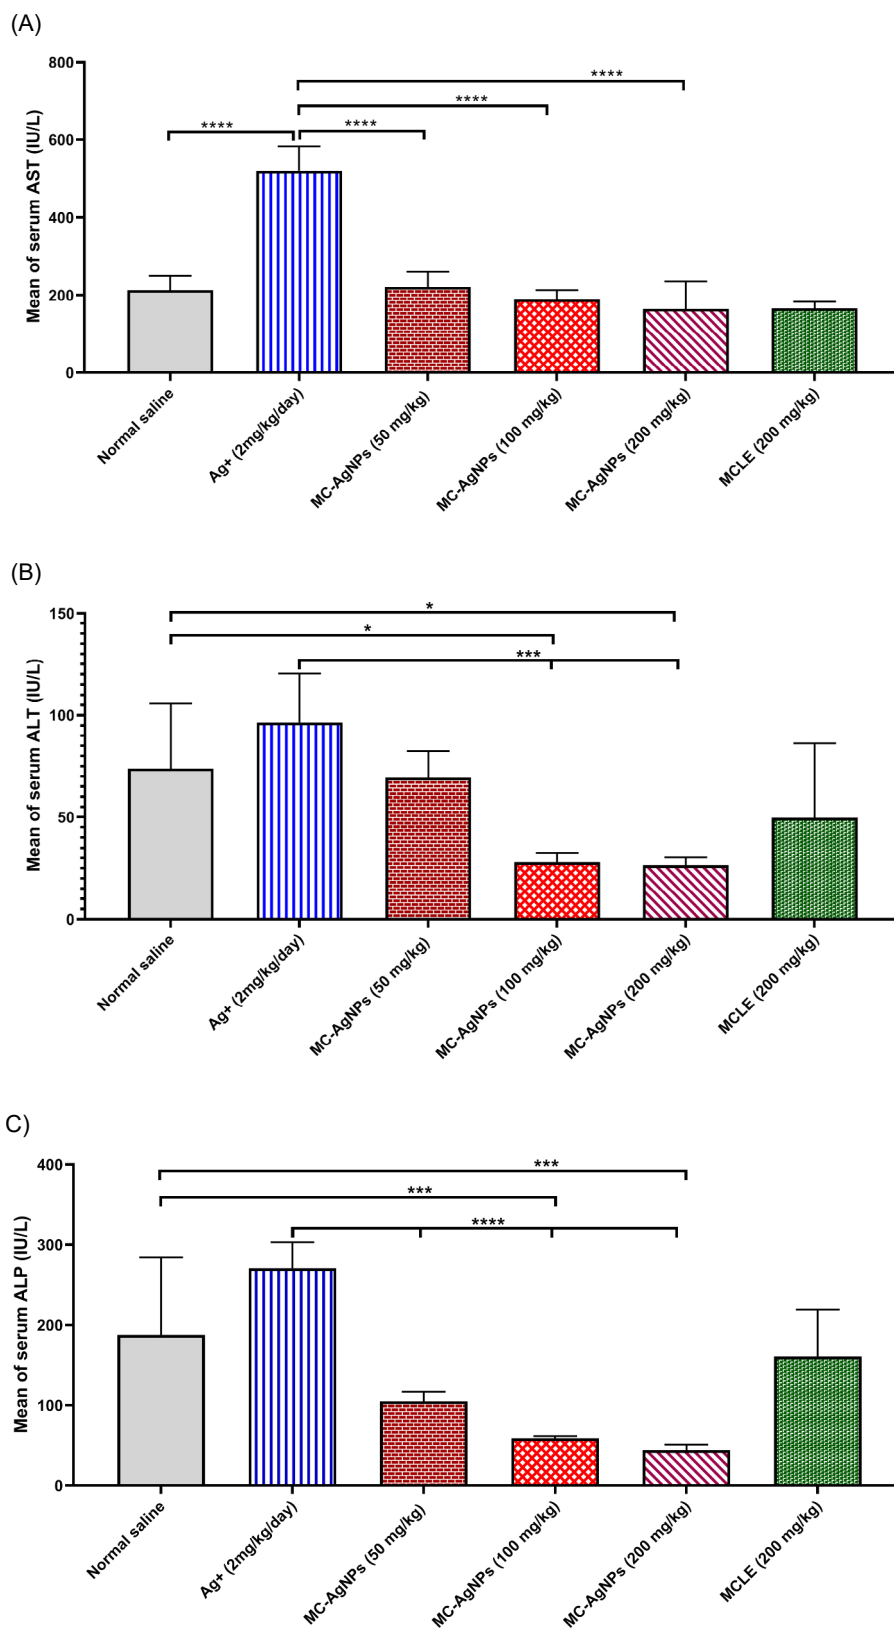 (A)
Mean of serum AST (IU/L)
800
600
400
200
0
****
****
****
****
Normal saline
Ag+ (2mg/kg/day)
MC-AgNPs (50 mg/kg)
MC-AgNPs (100 mg/kg)
MC-AgNPs (200 mg/kg)
MCLE (200 mg/kg)
(B)
Mean of serum ALT (IU/L)
150
100
50
0
*
*
***
Normal saline
Ag+ (2mg/kg/day)
MC-AgNPs (50 mg/kg)
MC-AgNPs (100 mg/kg)
MC-AgNPs (200 mg/kg)
MCLE (200 mg/kg)
C)
Mean of serum ALP (IU/L)
400
300
200
100
0
***
***
****
Normal saline
Ag+ (2mg/kg/day)
MC-AgNPs (50 mg/kg)
MC-AgNPs (100 mg/kg)
MC-AgNPs (200 mg/kg)
MCLE (200 mg/kg)